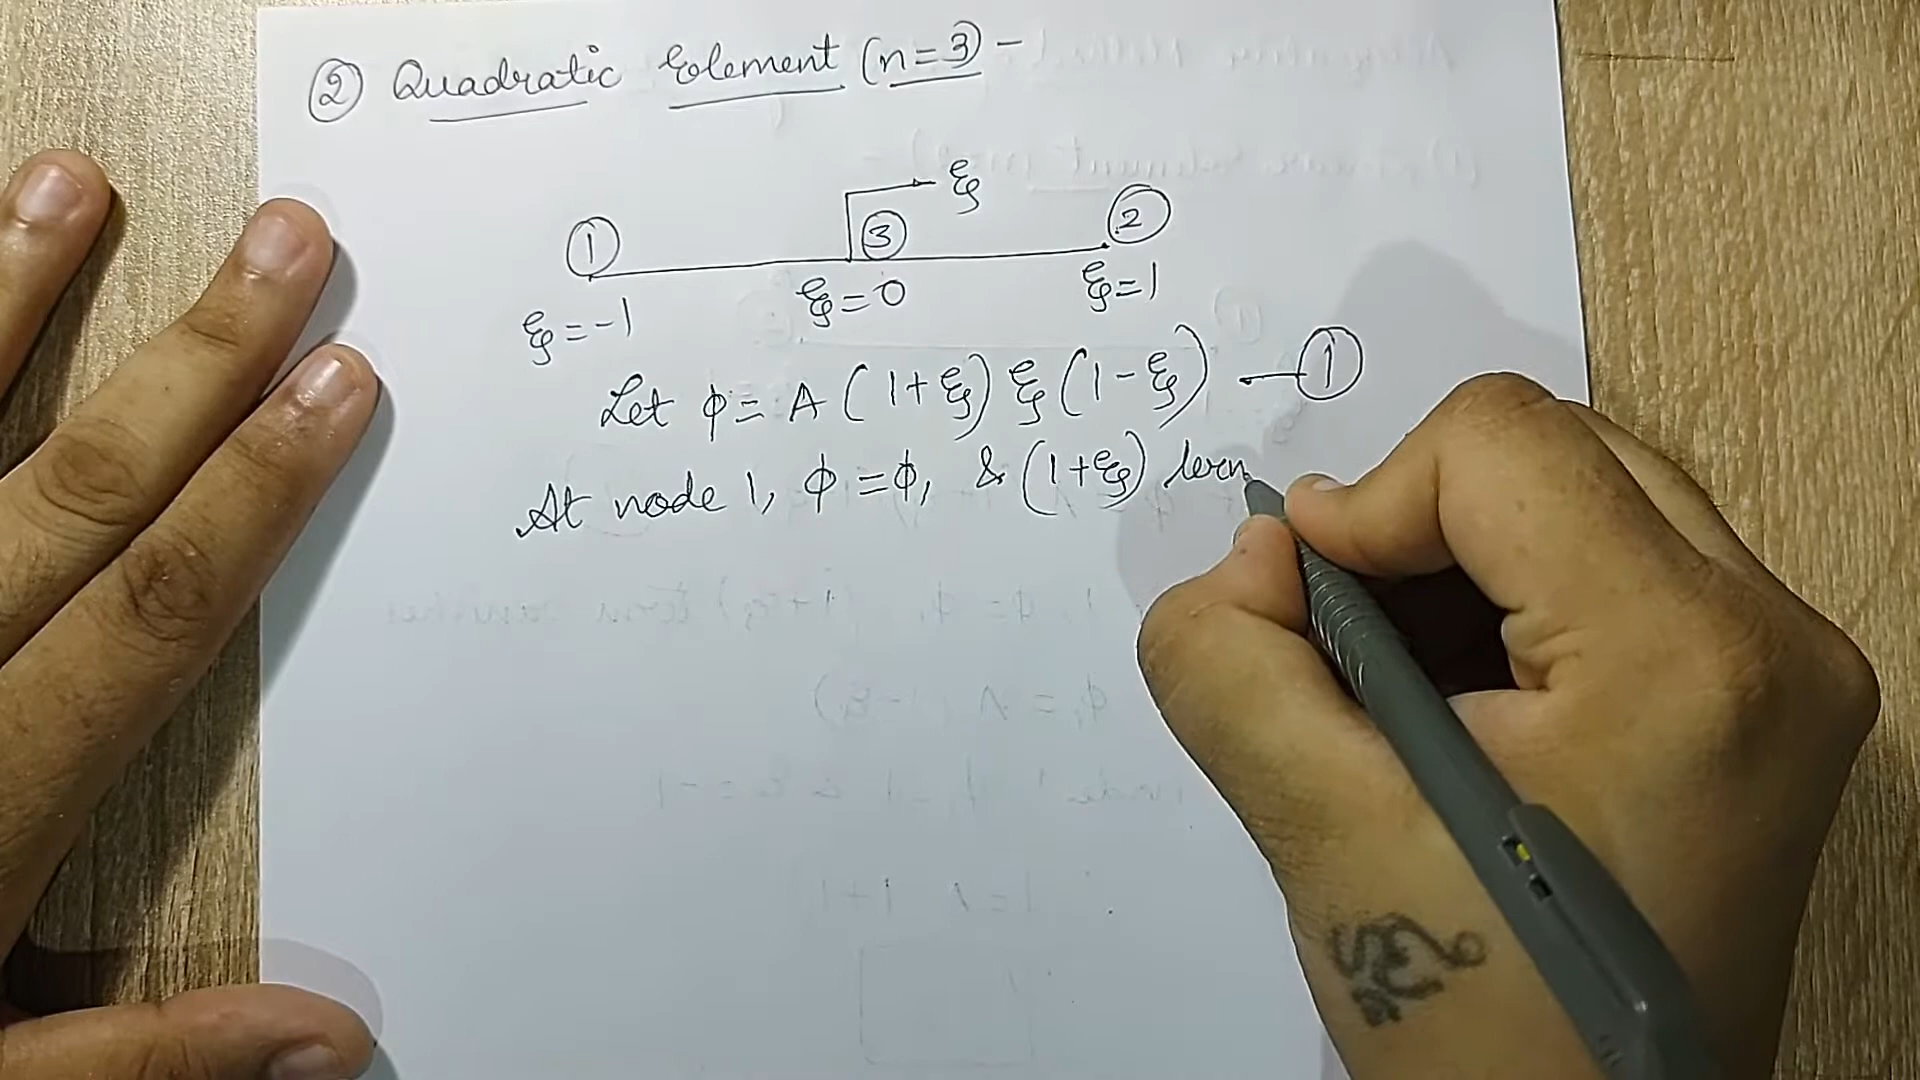 ② Quadratic Element (n=3) -
ξ
① ③ ②
ξ=-1 ξ=0 ξ=1
Let ϕ = A (1+ξ) ξ (1-ξ) — ①
At node 1, ϕ = ϕ₁ & (1+ξ) term